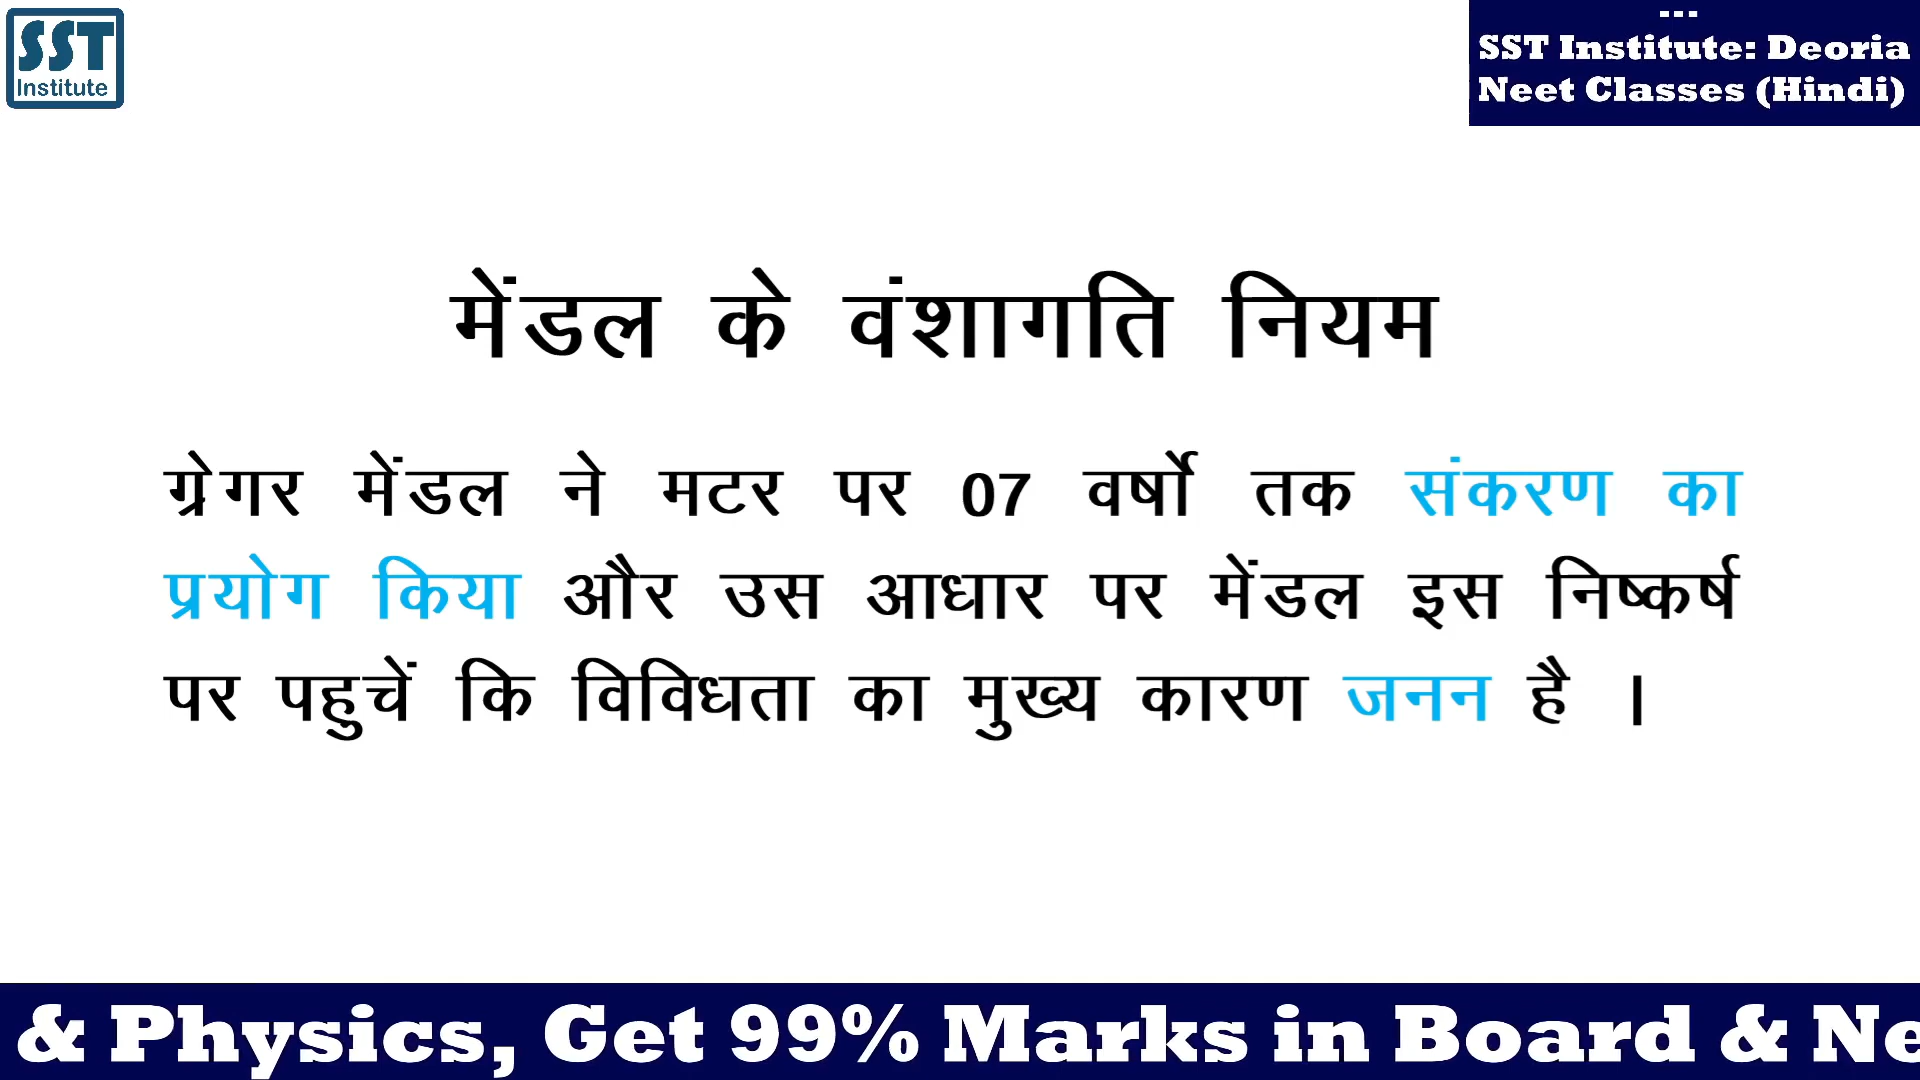 SST
Institute
---
SST Institute: Deoria
Neet Classes (Hindi)
मेंडल के वंशागति नियम
ग्रेगर मेंडल ने मटर पर 07 वर्षो तक संकरण का
प्रयोग किया और उस आधार पर मेंडल इस निष्कर्ष
पर पहुचें कि विविधता का मुख्य कारण जनन है ।
& Physics, Get 99% Marks in Board & Ne